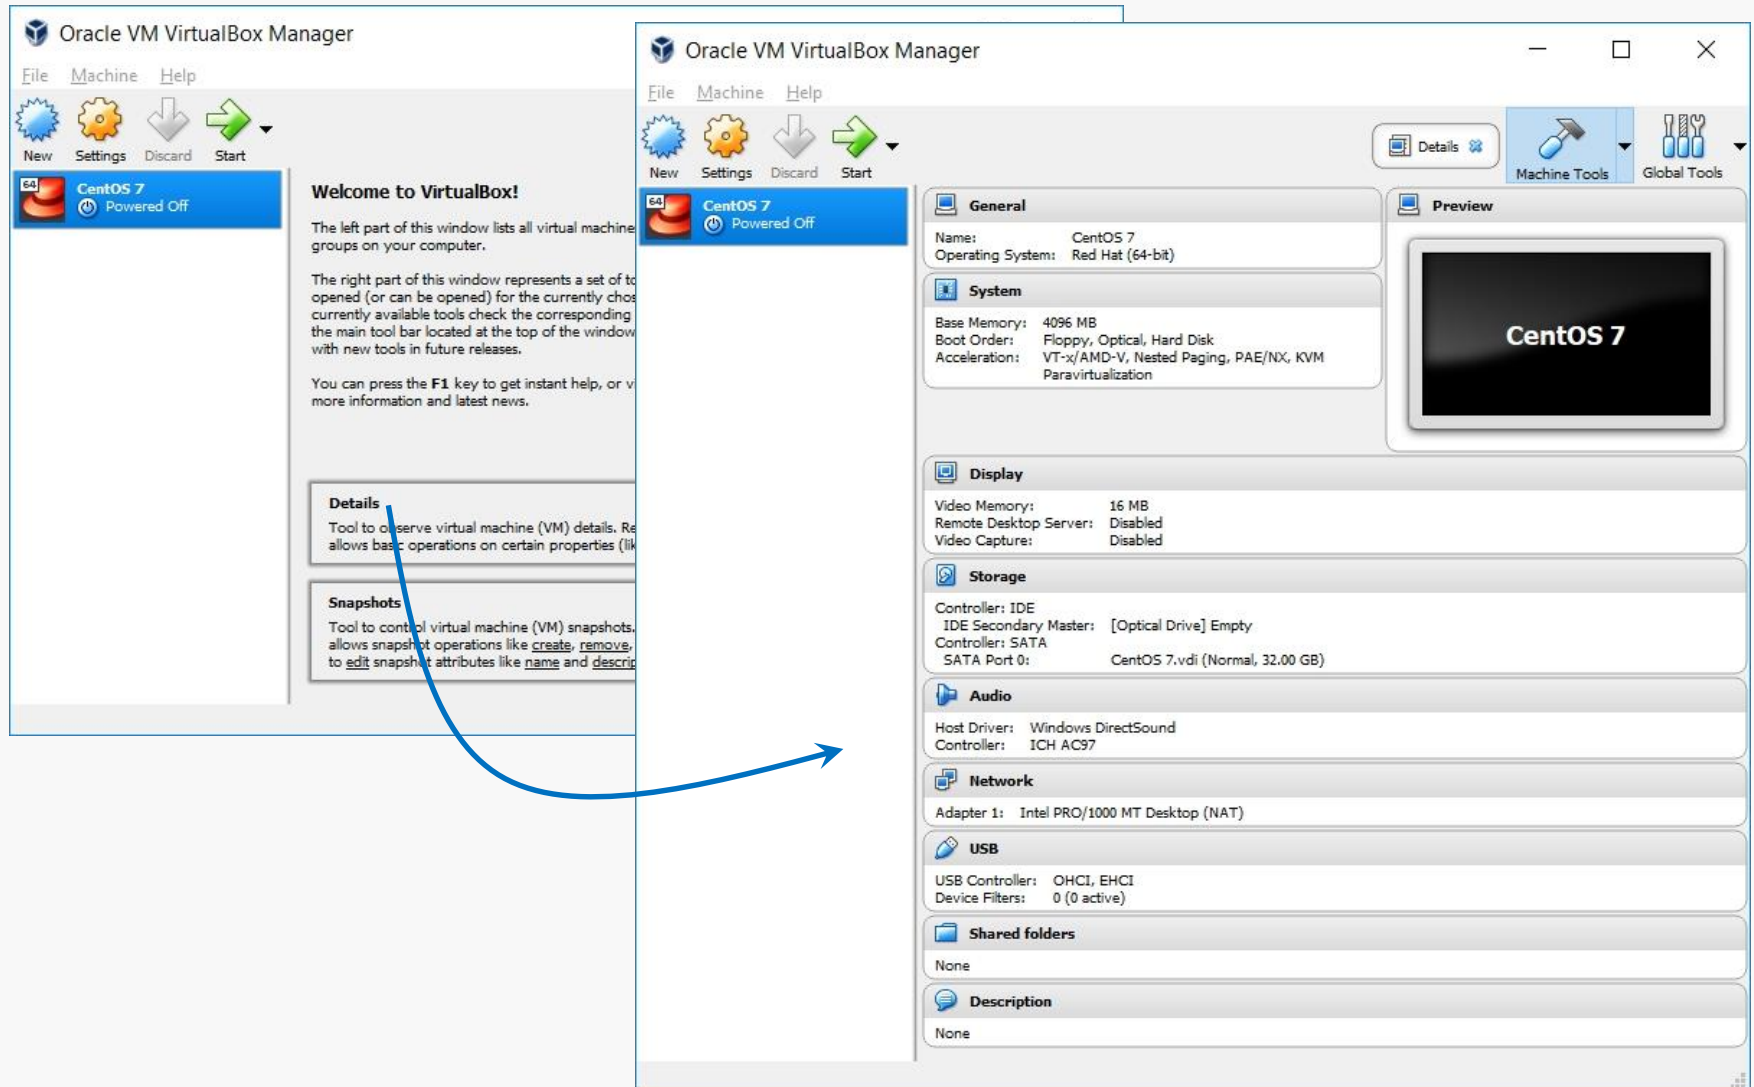 Oracle VM VirtualBox Manager
File Machine Help
New Settings Discard Start
64 CentOS 7
Powered Off
Welcome to VirtualBox!
The left part of this window lists all virtual machine
groups on your computer.
The right part of this window represents a set of to
opened (or can be opened) for the currently chos
currently available tools check the corresponding
the main tool bar located at the top of the window
with new tools in future releases.
You can press the F1 key to get instant help, or v
more information and latest news.
Details
Tool to observe virtual machine (VM) details. Re
allows basic operations on certain properties (lik
Snapshots
Tool to control virtual machine (VM) snapshots.
allows snapshot operations like create, remove,
to edit snapshot attributes like name and descrip
Oracle VM VirtualBox Manager
File Machine Help
New Settings Discard Start
Details Machine Tools Global Tools
64 CentOS 7
Powered Off
General
Name: CentOS 7
Operating System: Red Hat (64-bit)
System
Base Memory: 4096 MB
Boot Order: Floppy, Optical, Hard Disk
Acceleration: VT-x/AMD-V, Nested Paging, PAE/NX, KVM
Paravirtualization
Preview
CentOS 7
Display
Video Memory: 16 MB
Remote Desktop Server: Disabled
Video Capture: Disabled
Storage
Controller: IDE
IDE Secondary Master: [Optical Drive] Empty
Controller: SATA
SATA Port 0: CentOS 7.vdi (Normal, 32.00 GB)
Audio
Host Driver: Windows DirectSound
Controller: ICH AC97
Network
Adapter 1: Intel PRO/1000 MT Desktop (NAT)
USB
USB Controller: OHCI, EHCI
Device Filters: 0 (0 active)
Shared folders
None
Description
None